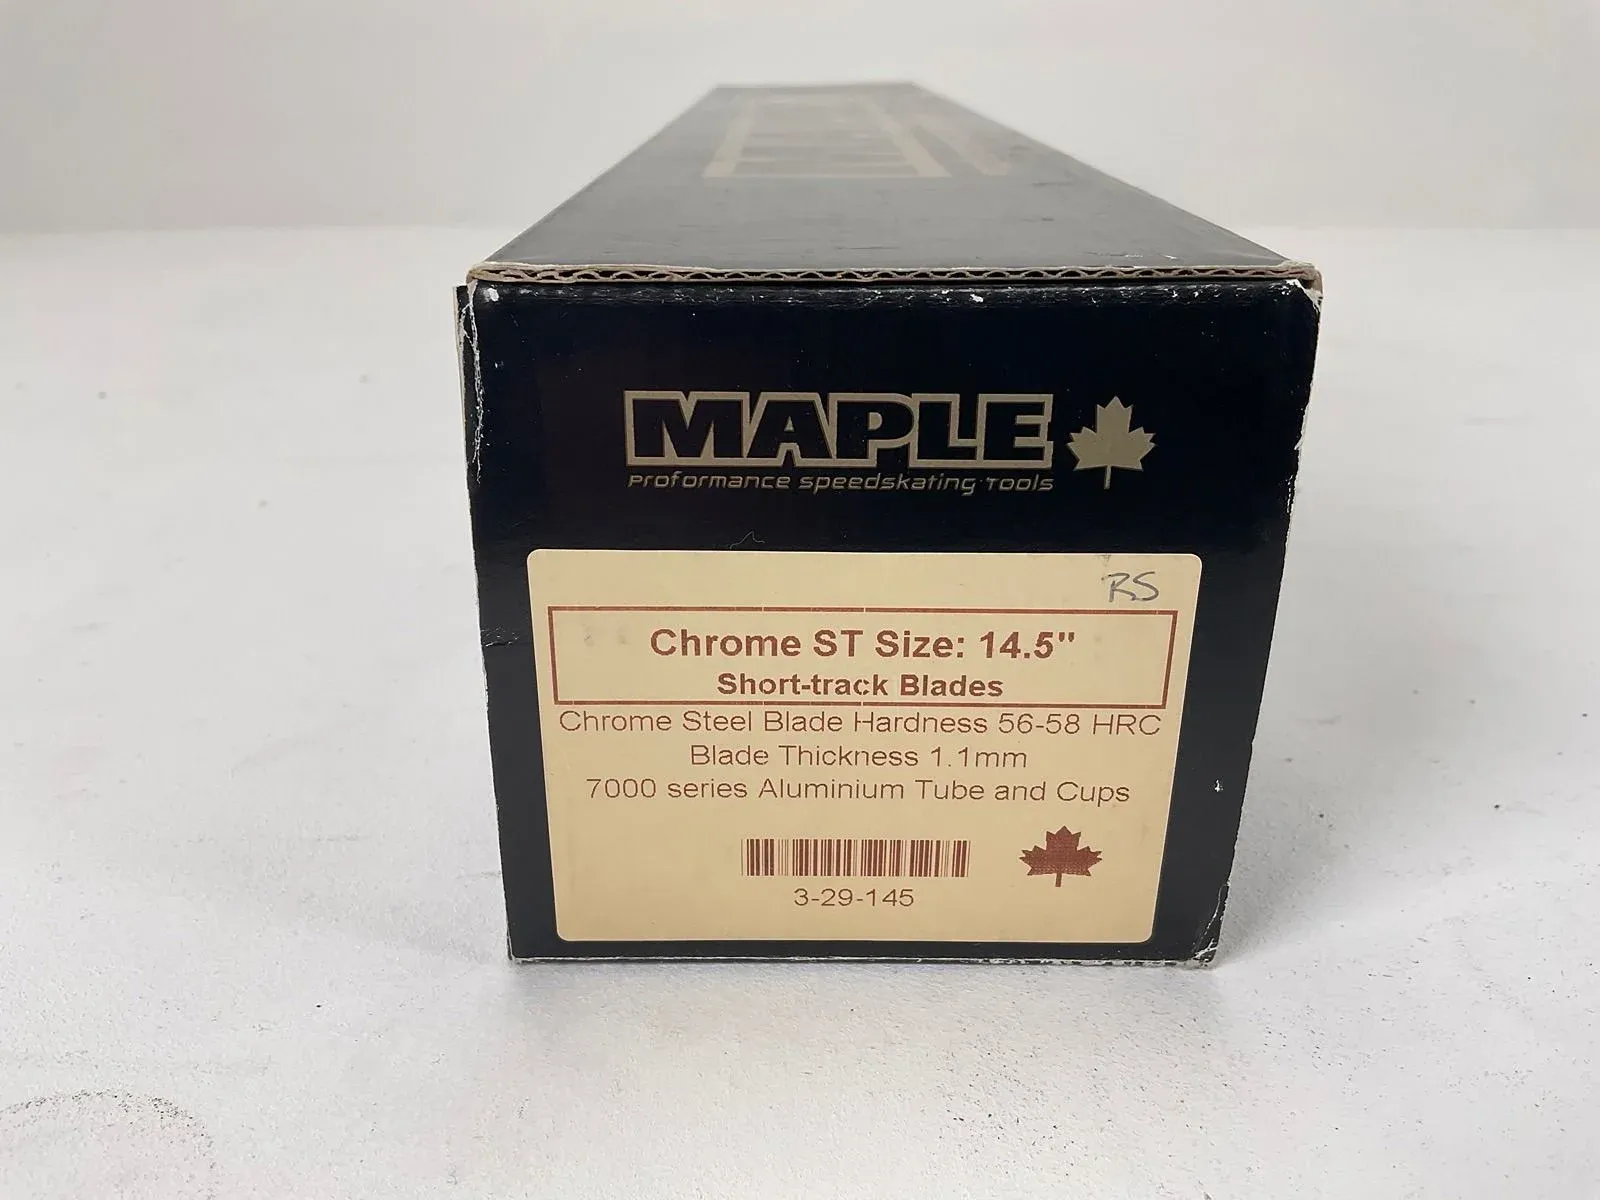 MAPLE
Proformance speedskating Tools
RS
Chrome ST Size: 14.5"
Short-track Blades
Chrome Steel Blade Hardness 56-58 HRC
Blade Thickness 1.1mm
7000 series Aluminium Tube and Cups
3-29-145